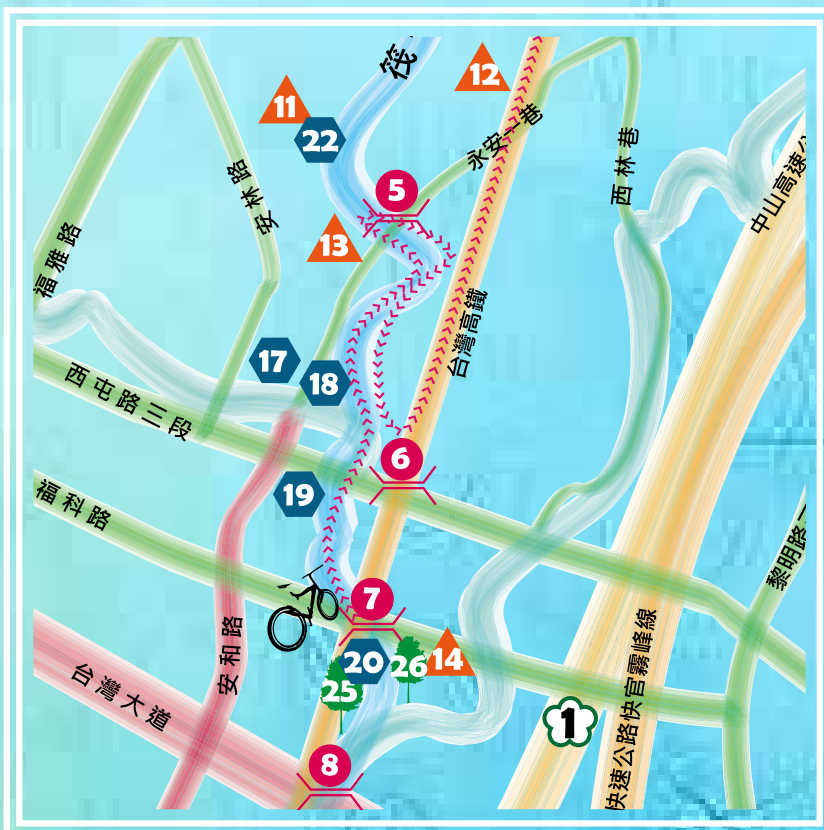 筏
12
11
22
永安一巷
5
西林巷
中山高速公
安林路
13
福雅路
台灣高鐵
17
18
西屯路三段
6
19
福科路
黎明路二
7
安和路
20
26
14
25
台灣大道
快速公路快官霧峰線
1
8